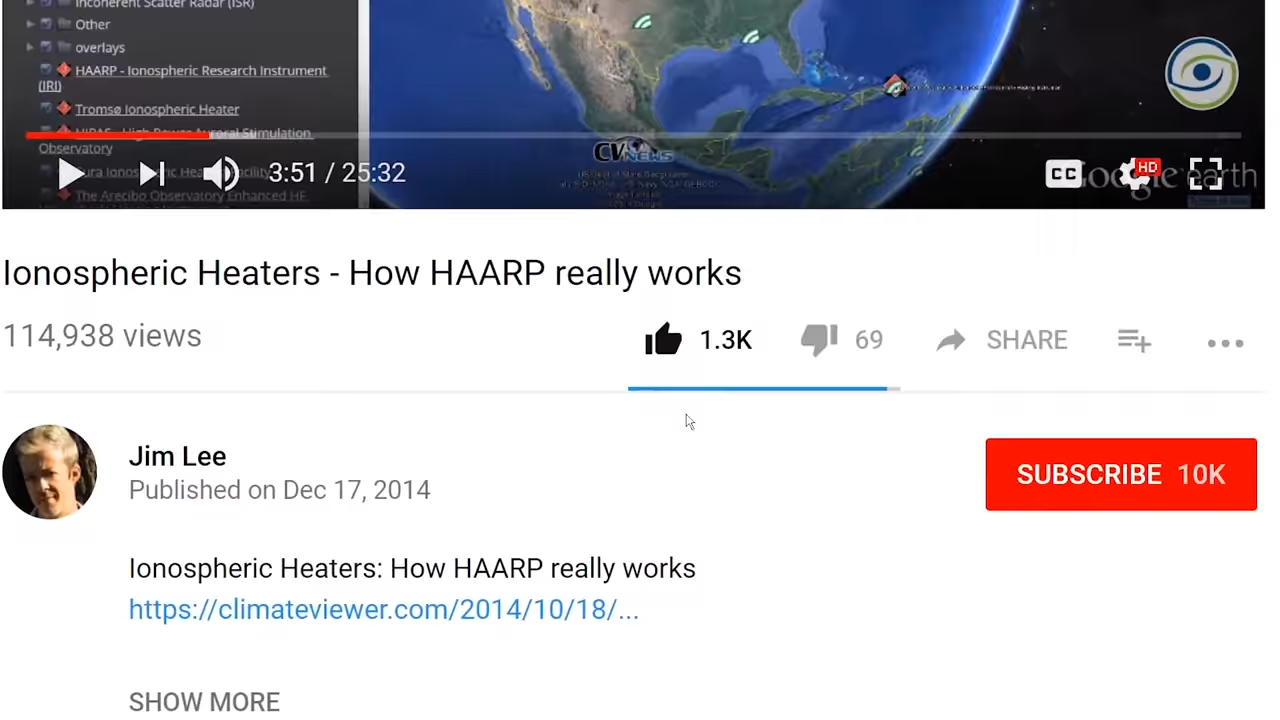 Incoherent Scatter Radar (ISR)
Other
overlays
HAARP - Ionospheric Research Instrument
(IRI)
Tromsø Ionospheric Heater
HIPAS - High Power Auroral Stimulation
Observatory
Ionospheric Heating Facility
The Arecibo Observatory Enhanced HF
CV NEWS
3:51 / 25:32
CC
HD
Google earth
Ionospheric Heaters - How HAARP really works
114,938 views
1.3K
69
SHARE
Jim Lee
Published on Dec 17, 2014
SUBSCRIBE 10K
Ionospheric Heaters: How HAARP really works
https://climateviewer.com/2014/10/18/...
SHOW MORE